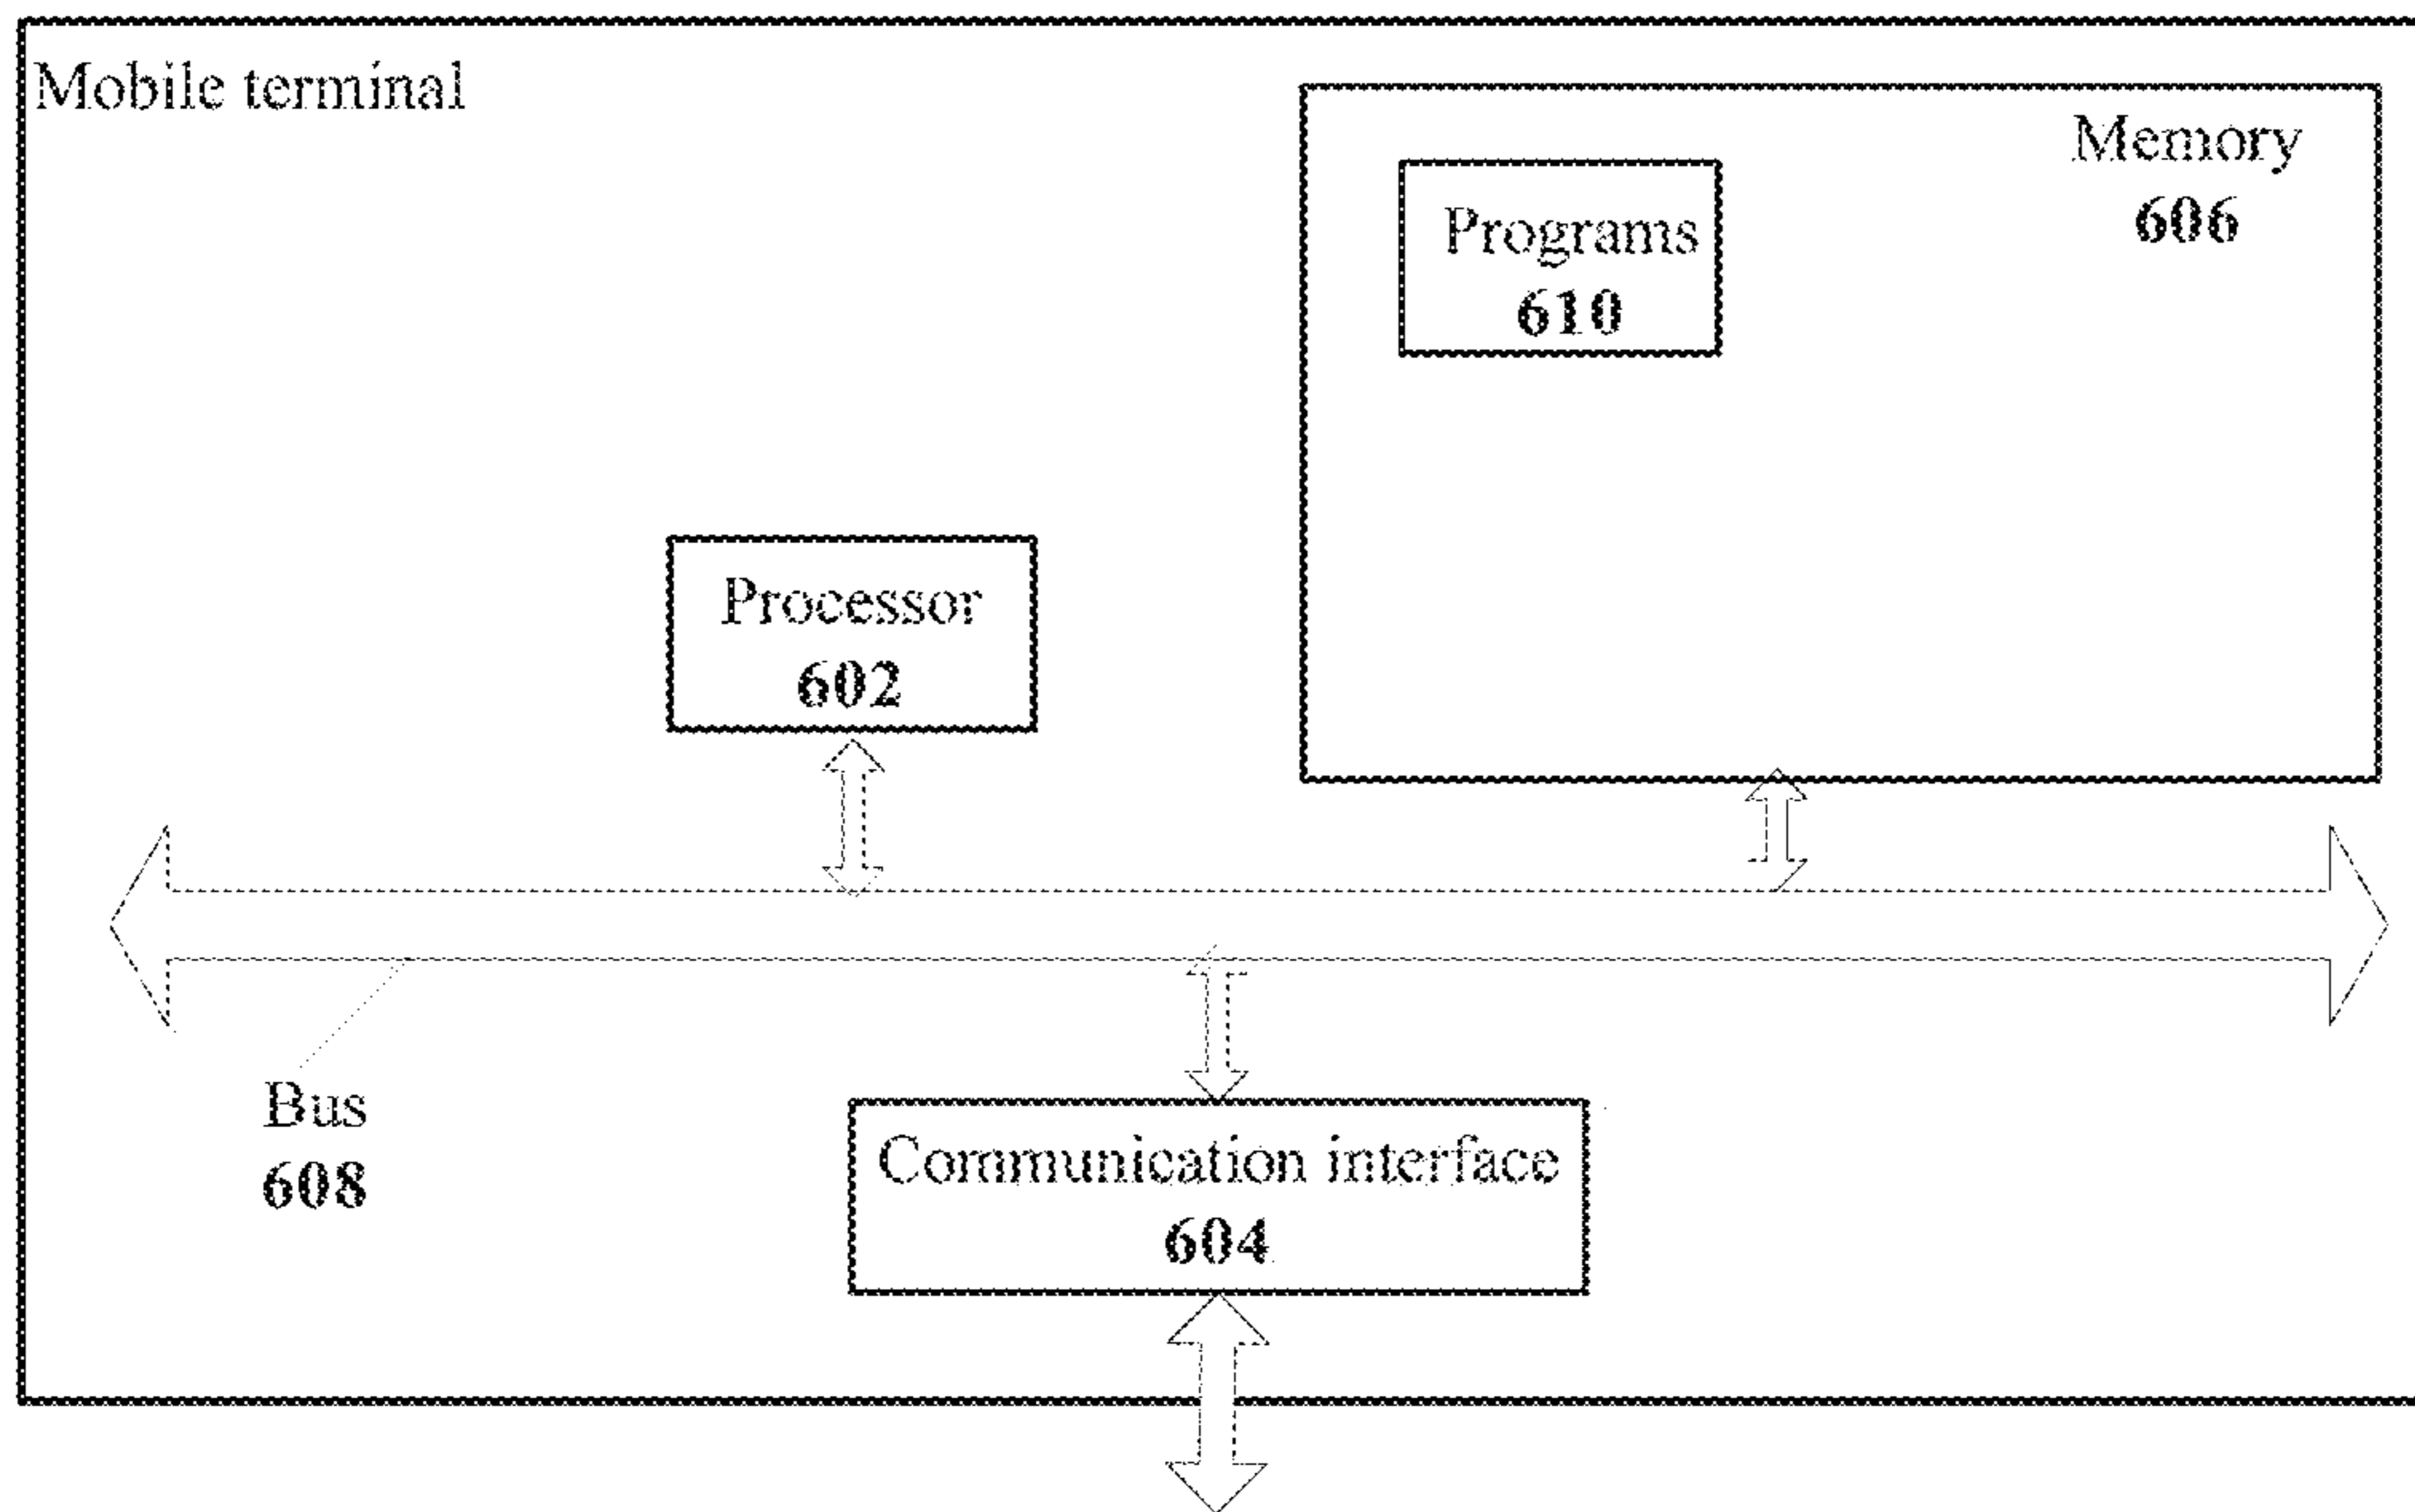 Mobile terminal
Memory
606
Programs
610
Processor
602
Bus
608
Communication interface
604